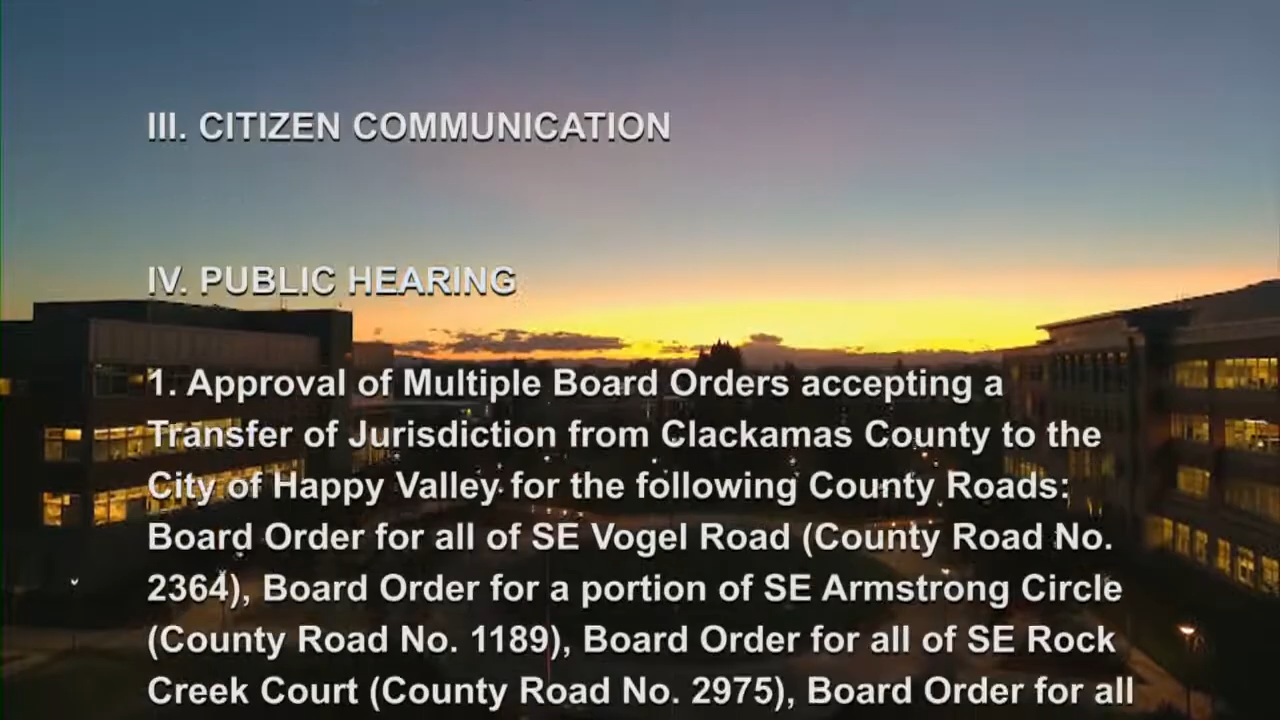 III. CITIZEN COMMUNICATION
IV. PUBLIC HEARING
1. Approval of Multiple Board Orders accepting a
Transfer of Jurisdiction from Clackamas County to the
City of Happy Valley for the following County Roads:
Board Order for all of SE Vogel Road (County Road No.
2364), Board Order for a portion of SE Armstrong Circle
(County Road No. 1189), Board Order for all of SE Rock
Creek Court (County Road No. 2975), Board Order for all